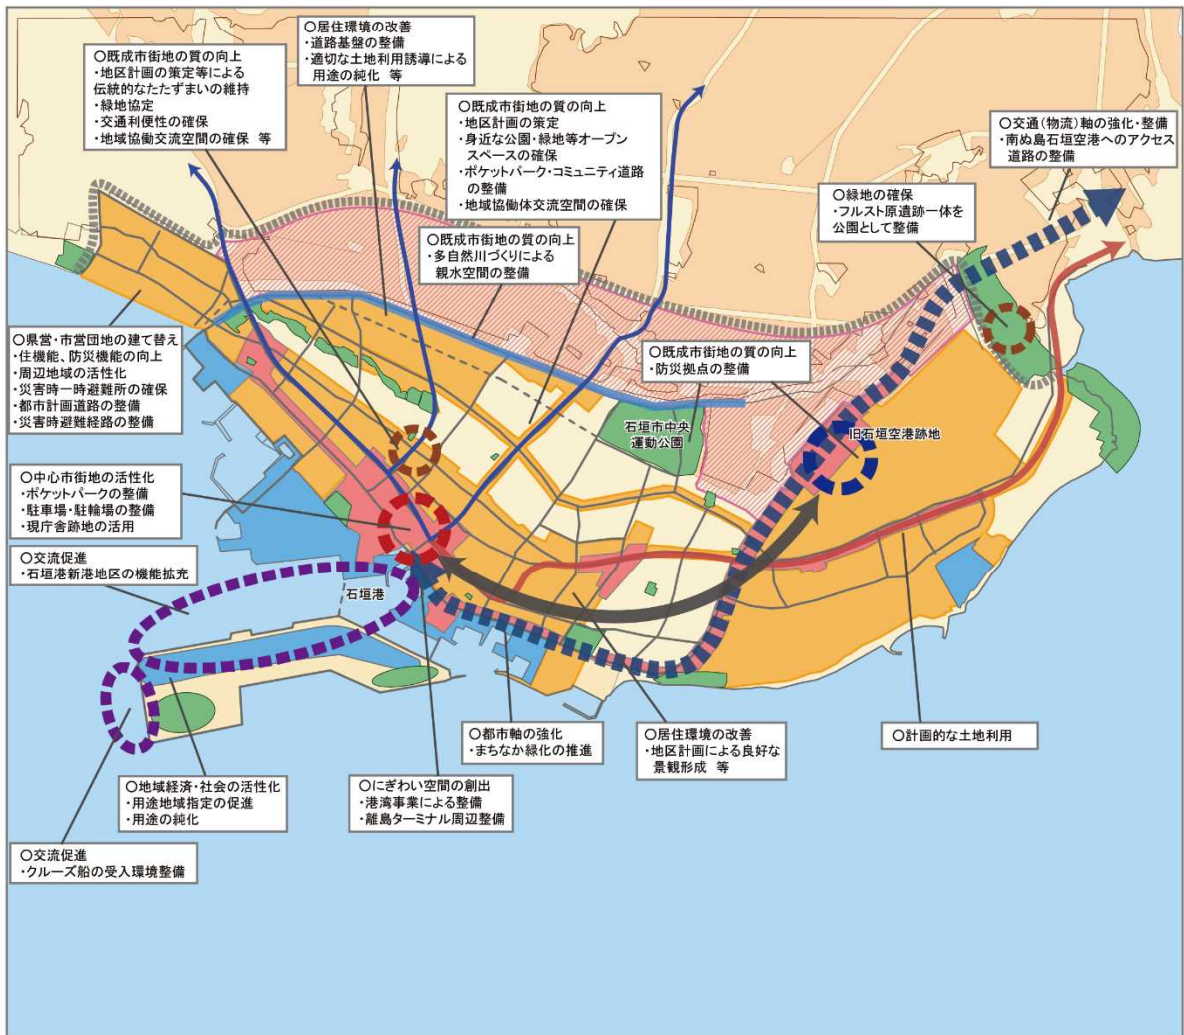 ○既成市街地の質の向上
・地区計画の策定等による
伝統的なたたずまいの維持
・緑地協定
・交通利便性の確保
・地域協働交流空間の確保 等
○居住環境の改善
・道路基盤の整備
・適切な土地利用誘導による
用途の純化 等
○既成市街地の質の向上
・地区計画の策定
・身近な公園・緑地等オープン
スペースの確保
・ポケットパーク・コミュニティ道路
の整備
・地域協働体交流空間の確保
○交通(物流)軸の強化・整備
・南ぬ島石垣空港へのアクセス
道路の整備
○緑地の確保
・フルスト原遺跡一体を
公園として整備
○既成市街地の質の向上
・多自然川づくりによる
親水空間の整備
○県営・市営団地の建て替え
・住機能、防災機能の向上
・周辺地域の活性化
・災害時一時避難所の確保
・都市計画道路の整備
・災害時避難経路の整備
○既成市街地の質の向上
・防災拠点の整備
石垣市中央
運動公園
旧石垣空港跡地
○中心市街地の活性化
・ポケットパークの整備
・駐車場・駐輪場の整備
・現庁舎跡地の活用
○交流促進
・石垣港新港地区の機能拡充
石垣港
○都市軸の強化
・まちなか緑化の推進
○居住環境の改善
・地区計画による良好な
景観形成 等
○計画的な土地利用
○地域経済・社会の活性化
・用途地域指定の促進
・用途の純化
○にぎわい空間の創出
・港湾事業による整備
・離島ターミナル周辺整備
○交流促進
・クルーズ船の受入環境整備